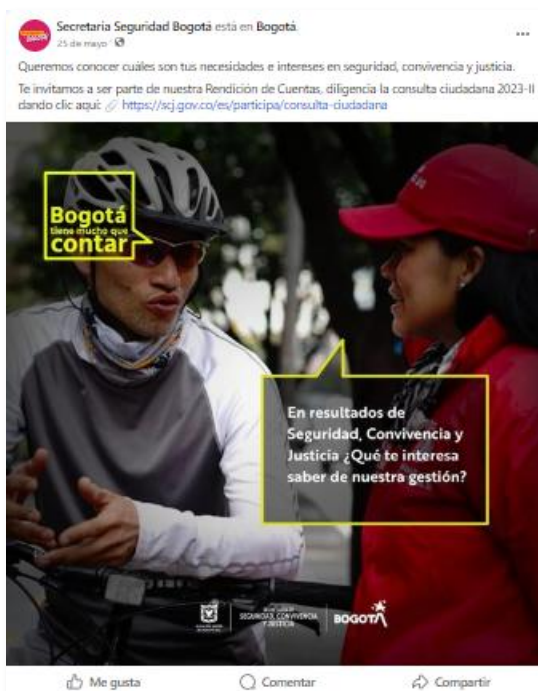 Secretaria Seguridad Bogotá está en Bogotá.
25 de mayo
Queremos conocer cuáles son tus necesidades e intereses en seguridad, convivencia y justicia.
Te invitamos a ser parte de nuestra Rendición de Cuentas, diligencia la consulta ciudadana 2023-II
dando clic aquí: https://scj.gov.co/es/participa/consulta-ciudadana
Bogotá
tiene mucho que
contar
En resultados de
Seguridad, Convivencia y
Justicia ¿Qué te interesa
saber de nuestra gestión?
SEGURIDAD, CONVIVENCIA
Y JUSTICIA
BOGOTÁ
Me gusta
Comentar
Compartir